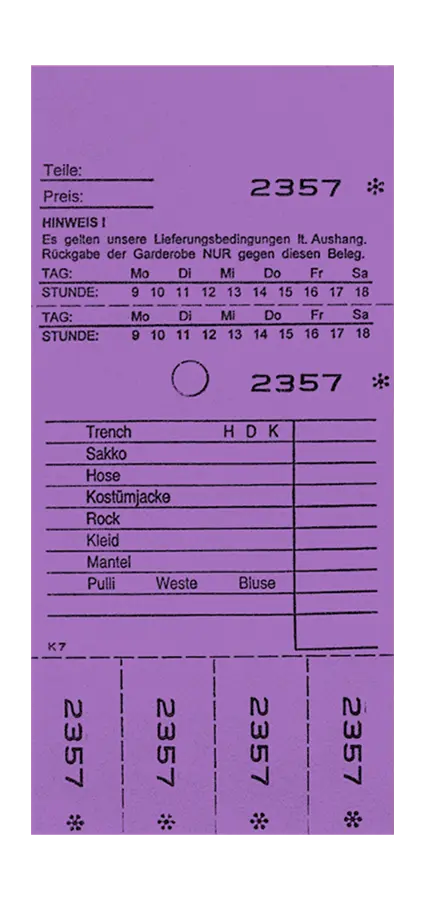 Teile:
2357 *
Preis:
HINWEIS !
Es gelten unsere Lieferungsbedingungen lt. Aushang.
Rückgabe der Garderobe NUR gegen diesen Beleg.
TAG: Mo Di Mi Do Fr Sa
STUNDE: 9 10 11 12 13 14 15 16 17 18
TAG: Mo Di Mi Do Fr Sa
STUNDE: 9 10 11 12 13 14 15 16 17 18
2357 *
Trench H D K
Sakko
Hose
Kostümjacke
Rock
Kleid
Mantel
Pulli Weste Bluse
K7
2357 *
2357 *
2357 *
2357 *